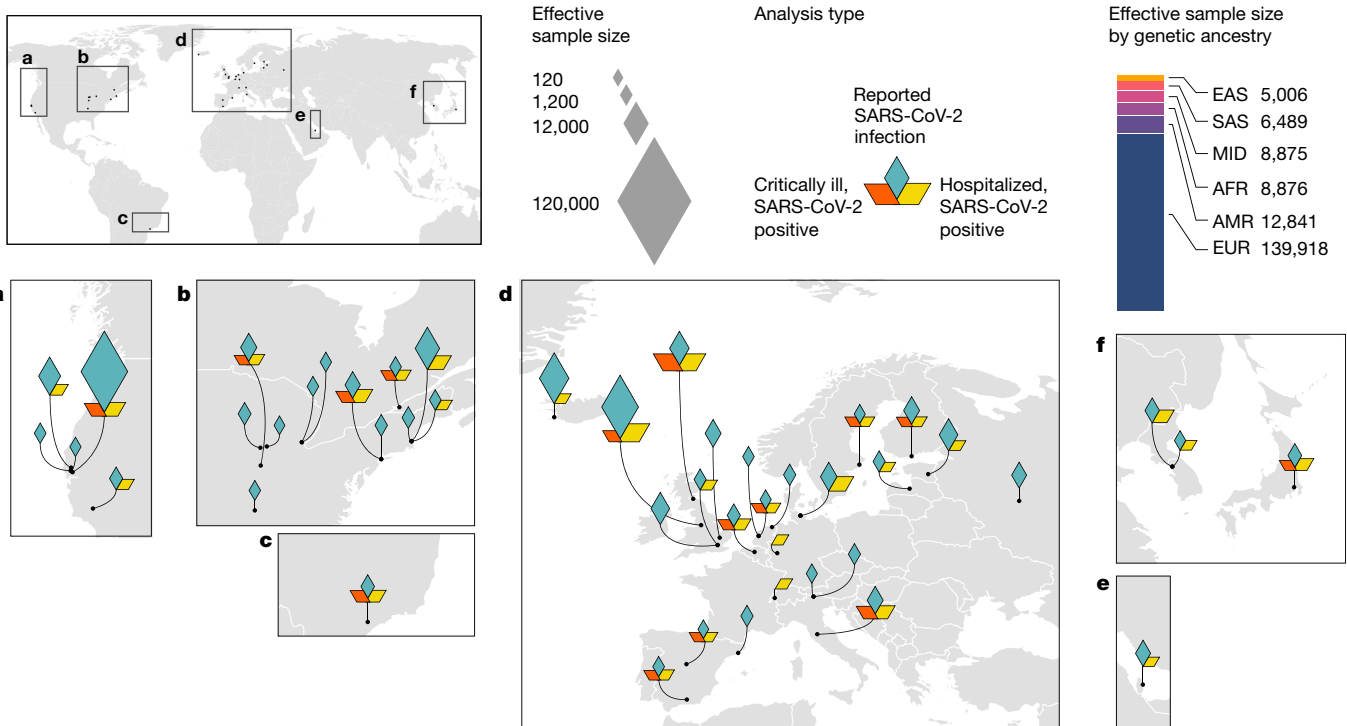 a
b
c
d
e
f
Effective
sample size
120
1,200
12,000
120,000
Analysis type
Reported
SARS-CoV-2
infection
Critically ill,
SARS-CoV-2
positive
Hospitalized,
SARS-CoV-2
positive
Effective sample size
by genetic ancestry
EAS 5,006
SAS 6,489
MID 8,875
AFR 8,876
AMR 12,841
EUR 139,918
a
b
c
d
f
e